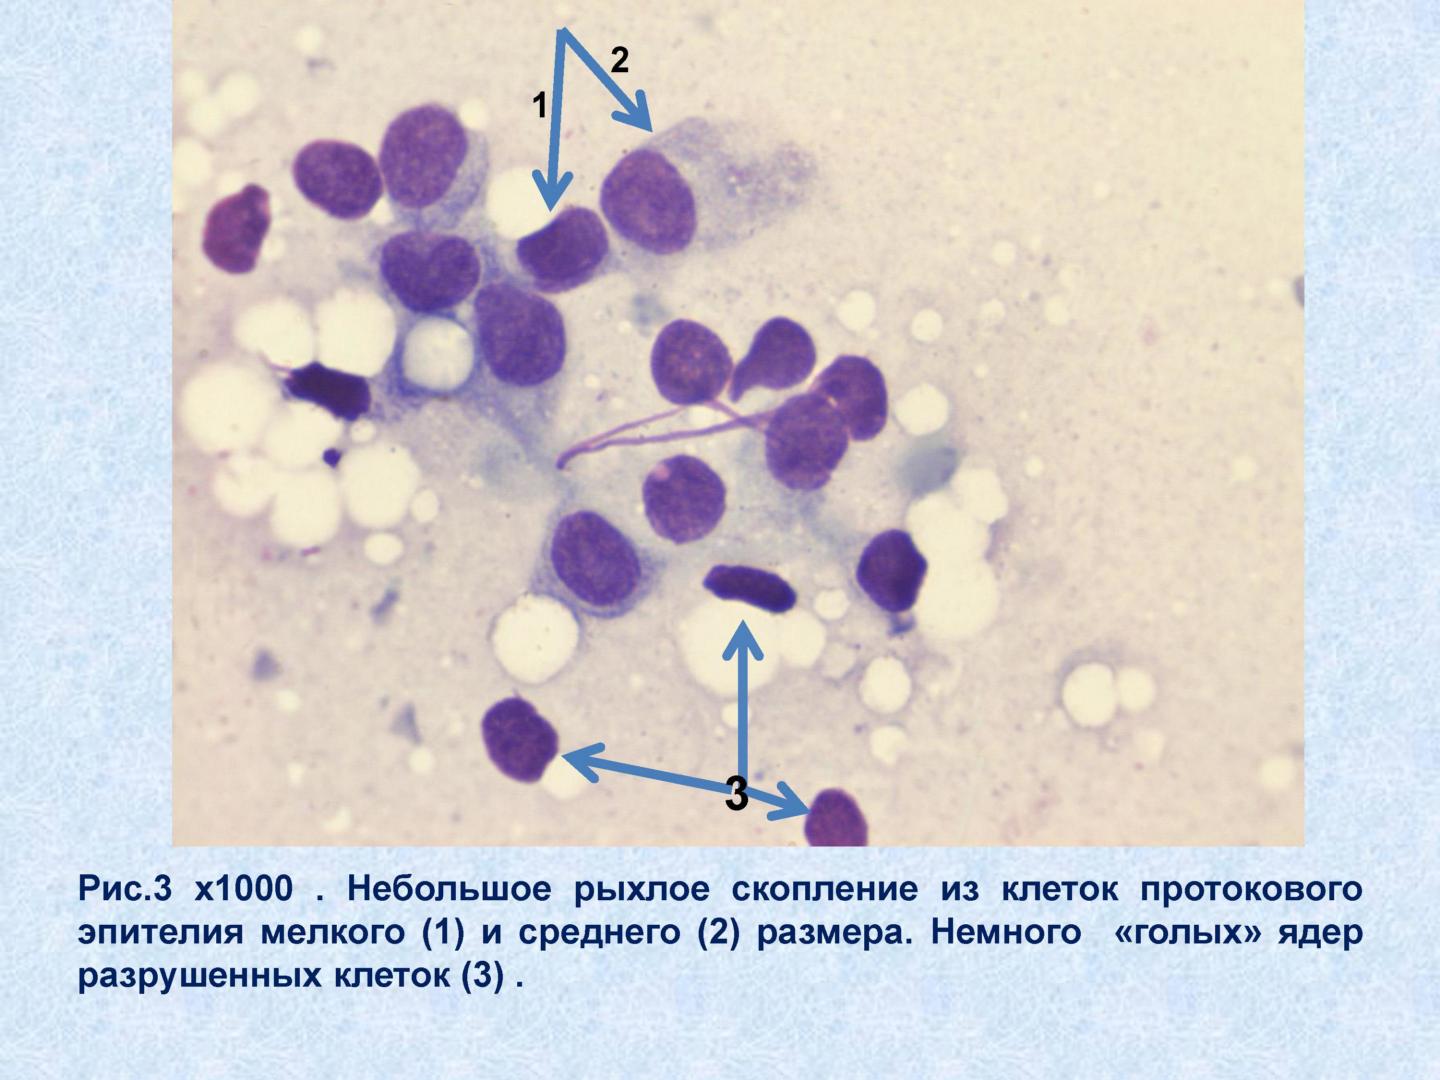 2
1
3
Рис.3 х1000 . Небольшое рыхлое скопление из клеток протокового
эпителия мелкого (1) и среднего (2) размера. Немного «голых» ядер
разрушенных клеток (3) .